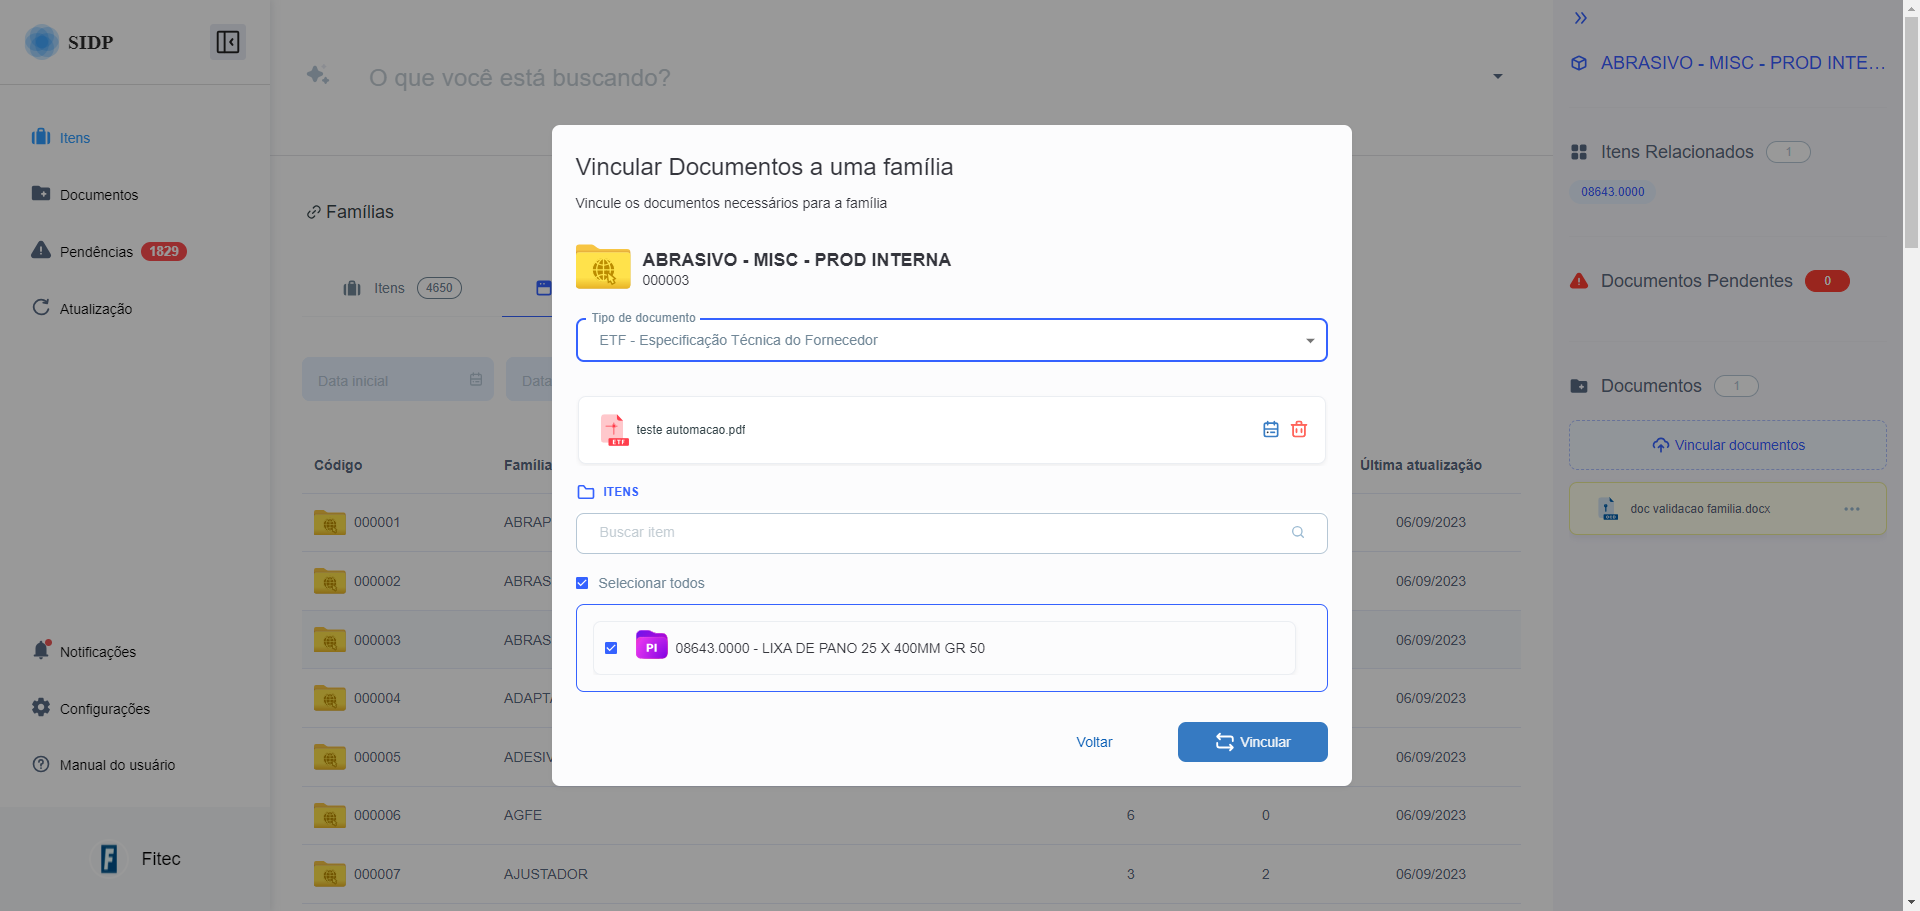 SIDP
Itens
Documentos
Pendências 1829
Atualização
Notificações
Configurações
Manual do usuário
Fitec
O que você está buscando?
Famílias
Itens 4650
Data inicial
Data
Código
Família
Última atualização
000001 ABRAP 06/09/2023
000002 ABRAS 06/09/2023
000003 ABRAS 06/09/2023
000004 ADAPTA 06/09/2023
000005 ADESIV 06/09/2023
000006 AGFE 6 0 06/09/2023
000007 AJUSTADOR 3 2 06/09/2023
Vincular Documentos a uma família
Vincule os documentos necessários para a família
ABRASIVO - MISC - PROD INTERNA
000003
Tipo de documento
ETF - Especificação Técnica do Fornecedor
ETF
teste automacao.pdf
ITENS
Buscar item
Selecionar todos
PI 08643.0000 - LIXA DE PANO 25 X 400MM GR 50
Voltar
Vincular
ABRASIVO - MISC - PROD INTE...
Itens Relacionados 1
08643.0000
Documentos Pendentes 0
Documentos 1
Vincular documentos
doc validacao familia.docx